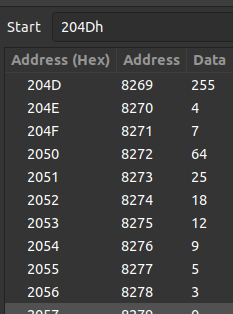 Start 204Dh
Address (Hex) Address Data
204D 8269 255
204E 8270 4
204F 8271 7
2050 8272 64
2051 8273 25
2052 8274 18
2053 8275 12
2054 8276 9
2055 8277 5
2056 8278 3
2057 8279 0